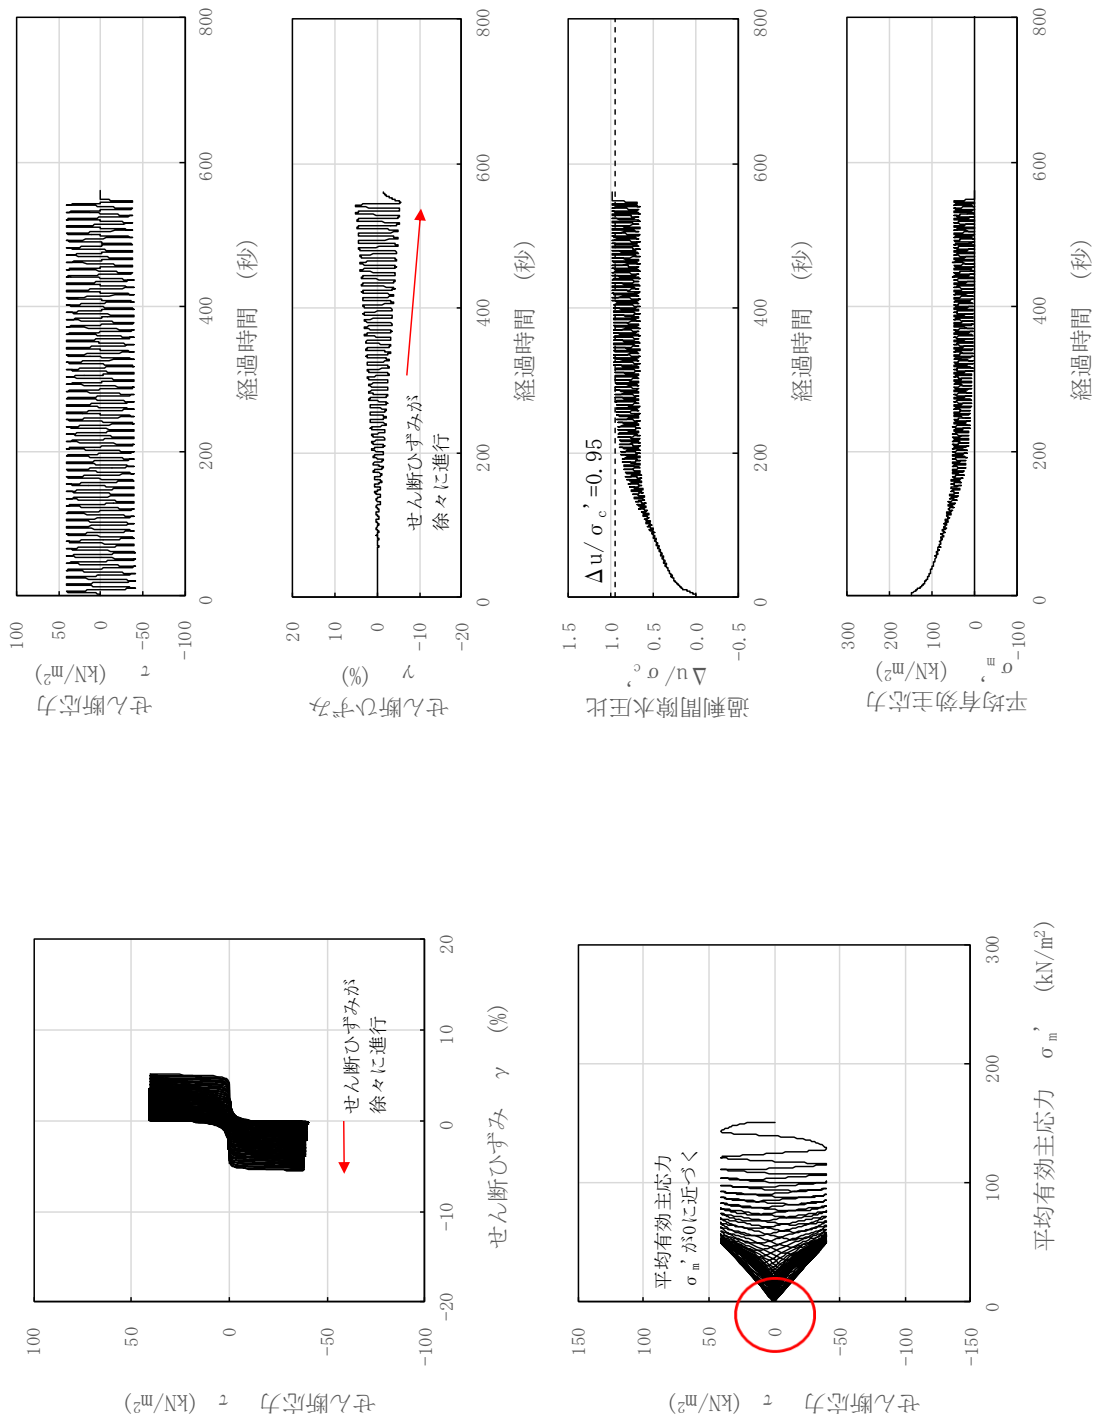 100
50
0
-50
-100
せん断応力
τ (kN/m²)
0
200
400
600
800
経過時間 (秒)
20
10
0
-10
-20
せん断ひずみ
γ (%)
せん断ひずみが
徐々に進行
0
200
400
600
800
経過時間 (秒)
1.5
1.0
0.5
0.0
-0.5
過剰間隙水圧比
Δu/σc'
Δu/σc'=0.95
0
200
400
600
800
経過時間 (秒)
300
200
100
0
-100
平均有効主応力
σm' (kN/m²)
0
200
400
600
800
経過時間 (秒)
100
50
0
-50
-100
せん断応力 τ (kN/m²)
せん断ひずみが
徐々に進行
-20
-10
0
10
20
せん断ひずみ γ (%)
150
100
50
0
-50
-100
-150
せん断応力 τ (kN/m²)
平均有効主応力
σm'が0に近づく
0
100
200
300
平均有効主応力 σm' (kN/m²)